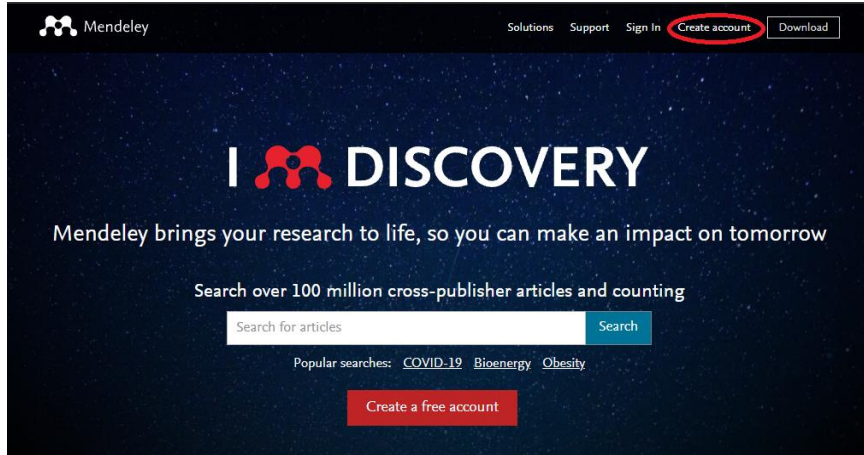 Mendeley Solutions Support Sign In Create account Download
I DISCOVERY
Mendeley brings your research to life, so you can make an impact on tomorrow
Search over 100 million cross-publisher articles and counting
Search for articles Search
Popular searches: COVID-19 Bioenergy Obesity
Create a free account